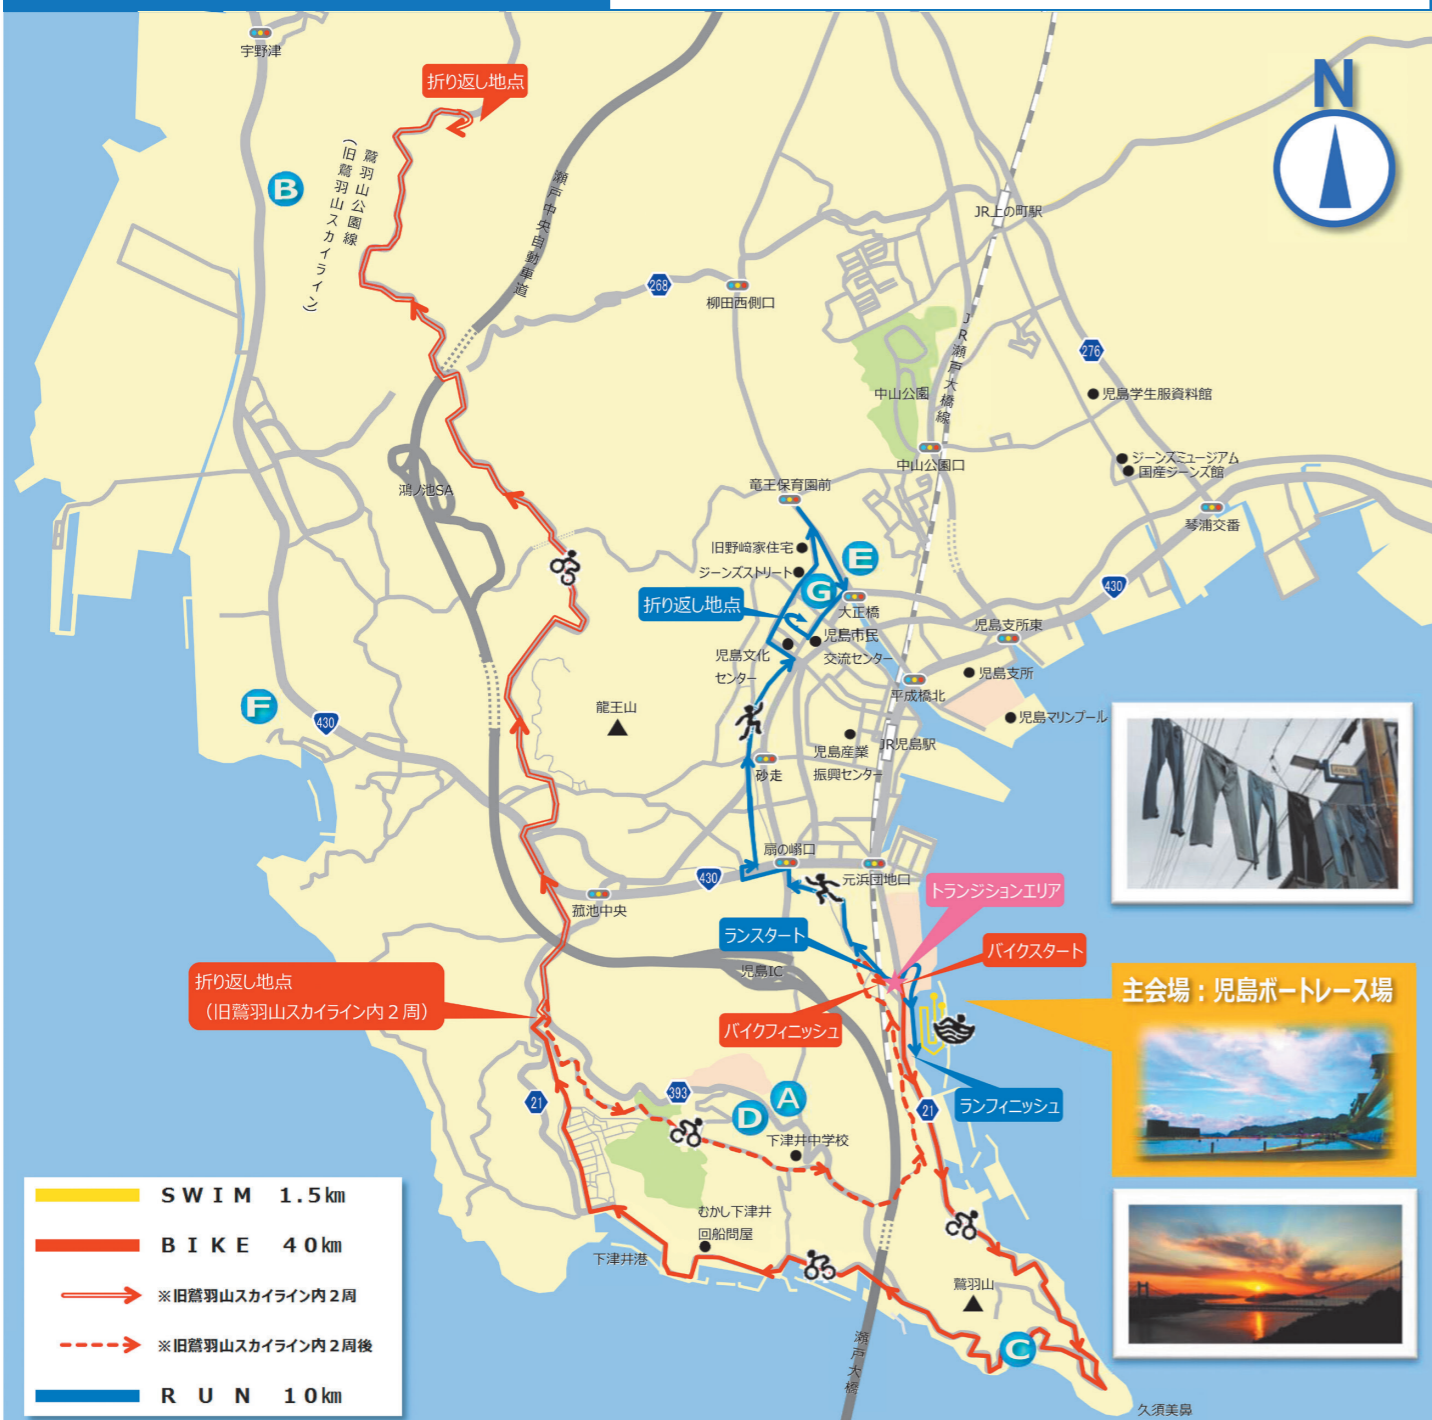 N
宇野津
折り返し地点
B
鷲羽山公園線
(旧鷲羽山スカイライン)
瀬戸中央自動車道
268
柳田西側口
JR上の町駅
JR瀬戸大橋線
276
児島学生服資料館
中山公園
中山公園口
ジーンズミュージアム
国産ジーンズ館
琴浦交番
鴻ノ池SA
竜王保育園前
旧野﨑家住宅
ジーンズストリート
E
G
折り返し地点
大正橋
430
児島支所東
児島市民
交流センター
児島文化
センター
児島支所
平成橋北
児島マリンプール
F
430
龍王山
砂走
児島産業
振興センター
JR児島駅
扇の嵶口
元浜団地口
430
菰池中央
トランジションエリア
ランスタート
バイクスタート
児島IC
折り返し地点
(旧鷲羽山スカイライン内2周)
バイクフィニッシュ
主会場:児島ボートレース場
ランフィニッシュ
21
393
A
D
21
下津井中学校
むかし下津井
回船問屋
下津井港
鷲羽山
C
瀬戸大橋
久須美鼻
SWIM 1.5㎞
BIKE 40㎞
※旧鷲羽山スカイライン内2周
※旧鷲羽山スカイライン内2周後
RUN 10㎞